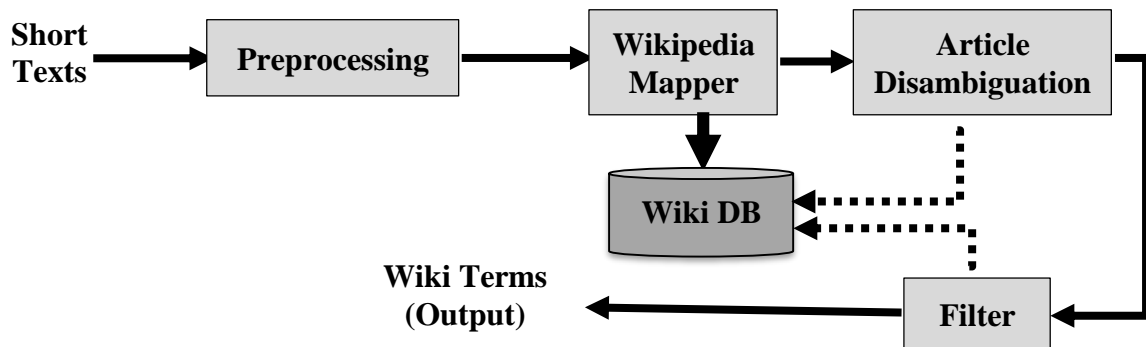 Short
Texts
Preprocessing
Wikipedia
Mapper
Article
Disambiguation
Wiki DB
Wiki Terms
(Output)
Filter